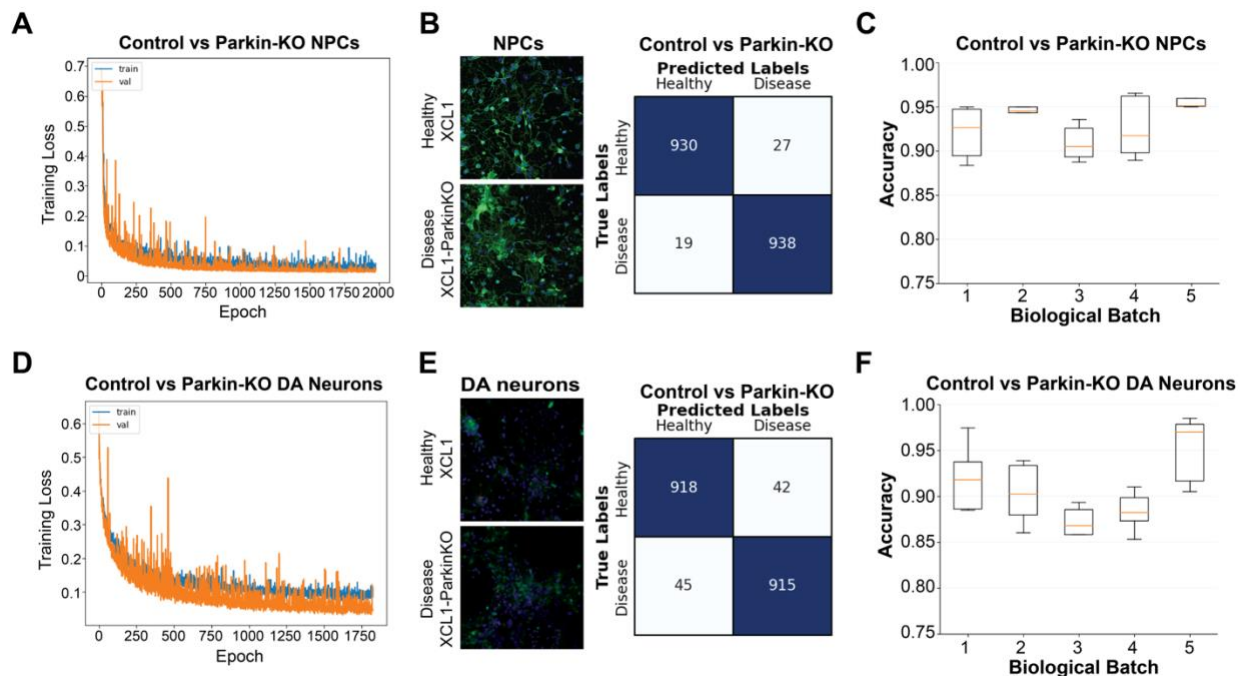 A
Control vs Parkin-KO NPCs
train
val
Training Loss
0.7
0.6
0.5
0.4
0.3
0.2
0.1
0
0 250 500 750 1000 1250 1500 1750 2000
Epoch
B
NPCs
Healthy
XCL1
Disease
XCL1-ParkinKO
Control vs Parkin-KO
Predicted Labels
Healthy Disease
True Labels
Healthy
Disease
930 27
19 938
C
Control vs Parkin-KO NPCs
Accuracy
1.00
0.95
0.90
0.80
0.75
1 2 3 4 5
Biological Batch
D
Control vs Parkin-KO DA Neurons
train
val
Training Loss
0.6
0.5
0.4
0.3
0.2
0.1
0 250 500 750 1000 1250 1500 1750
Epoch
E
DA neurons
Healthy
XCL1
Disease
XCL1-ParkinKO
Control vs Parkin-KO
Predicted Labels
Healthy Disease
True Labels
Healthy
Disease
918 42
45 915
F
Control vs Parkin-KO DA Neurons
Accuracy
1.00
0.95
0.90
0.85
0.80
0.75
1 2 3 4 5
Biological Batch